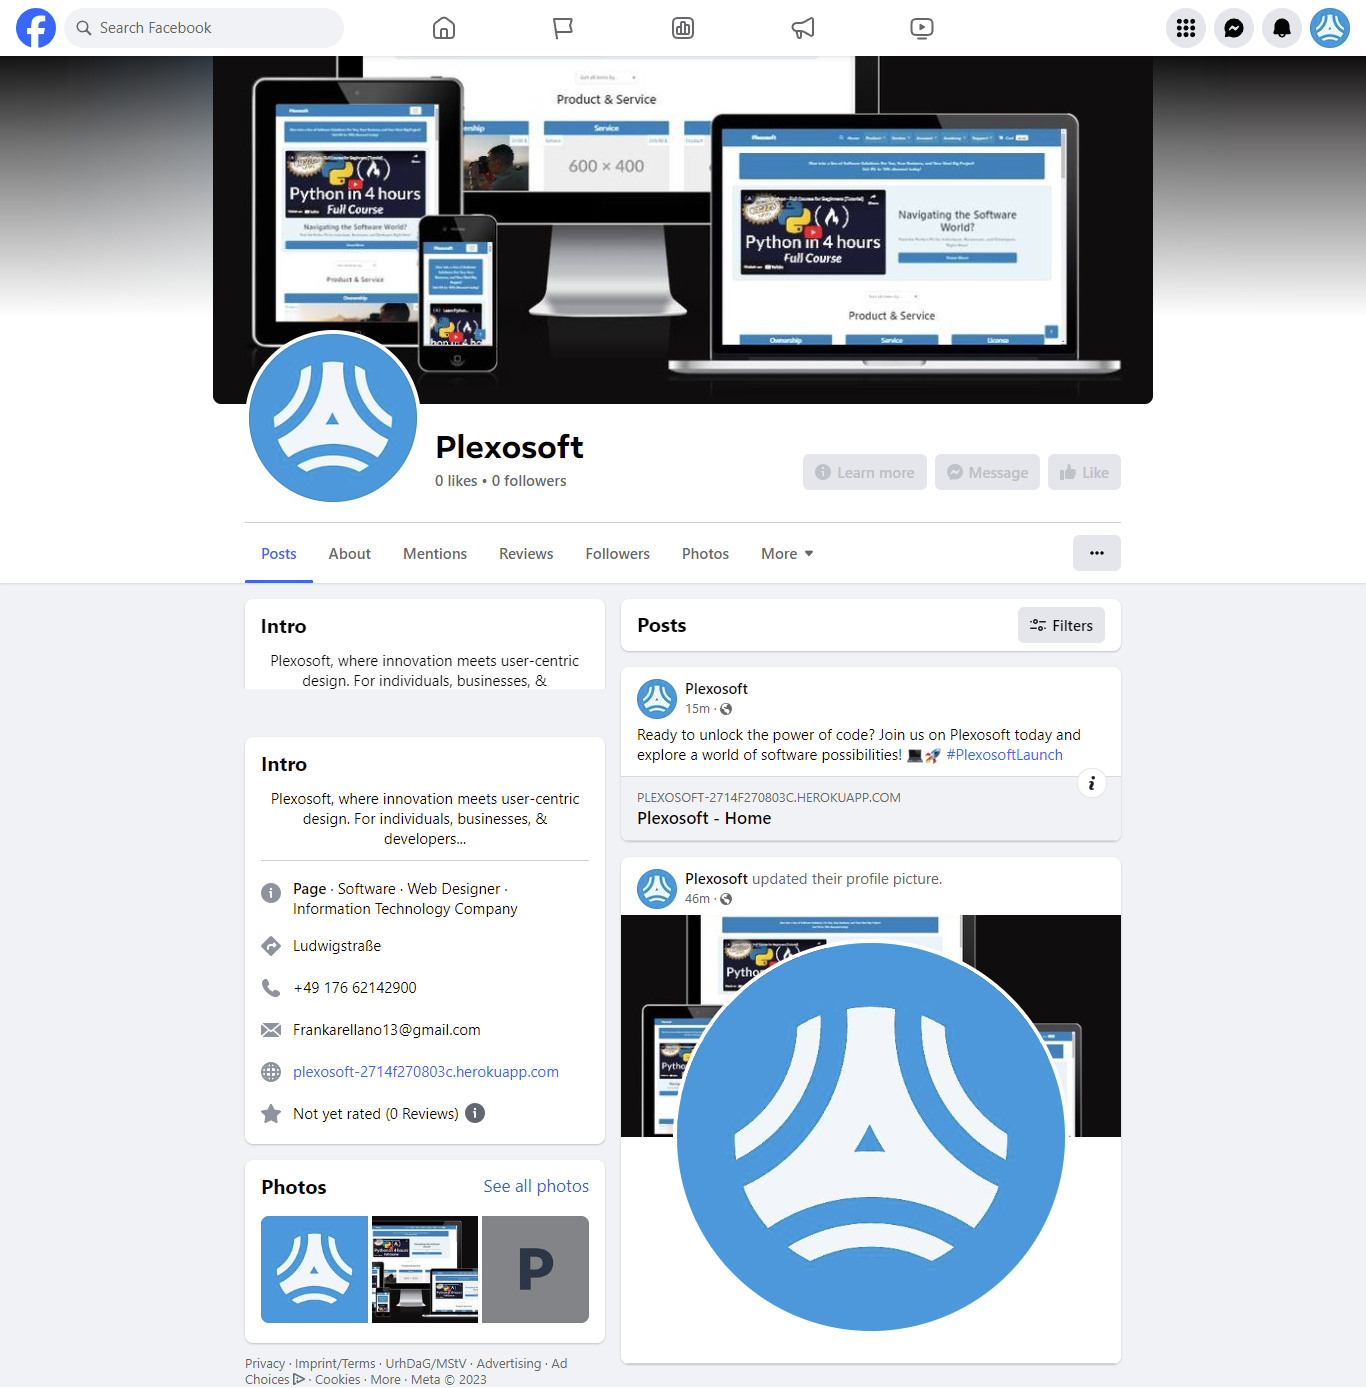 Search Facebook
Product & Service
Plexosoft
Service
600 × 400
Python in 4 hours
Full Course
Navigating the Software World?
Product & Service
Ownership
Plexosoft
Plexosoft
Python in 4 hours
Full Course
Navigating the Software
World?
Product & Service
Ownership Service License
Plexosoft
0 likes • 0 followers
Learn more Message Like
Posts About Mentions Reviews Followers Photos More
Intro
Plexosoft, where innovation meets user-centric
design. For individuals, businesses, &
Intro
Plexosoft, where innovation meets user-centric
design. For individuals, businesses, &
developers...
Page · Software · Web Designer ·
Information Technology Company
Ludwigstraße
+49 176 62142900
Frankarellano13@gmail.com
plexosoft-2714f270803c.herokuapp.com
Not yet rated (0 Reviews)
Photos See all photos
P
Privacy · Imprint/Terms · UrhDaG/MStV · Advertising · Ad
Choices · Cookies · More · Meta © 2023
Posts Filters
Plexosoft
15m ·
Ready to unlock the power of code? Join us on Plexosoft today and
explore a world of software possibilities! 💻🚀 #PlexosoftLaunch
PLEXOSOFT-2714F270803C.HEROKUAPP.COM
Plexosoft - Home
Plexosoft updated their profile picture.
46m ·